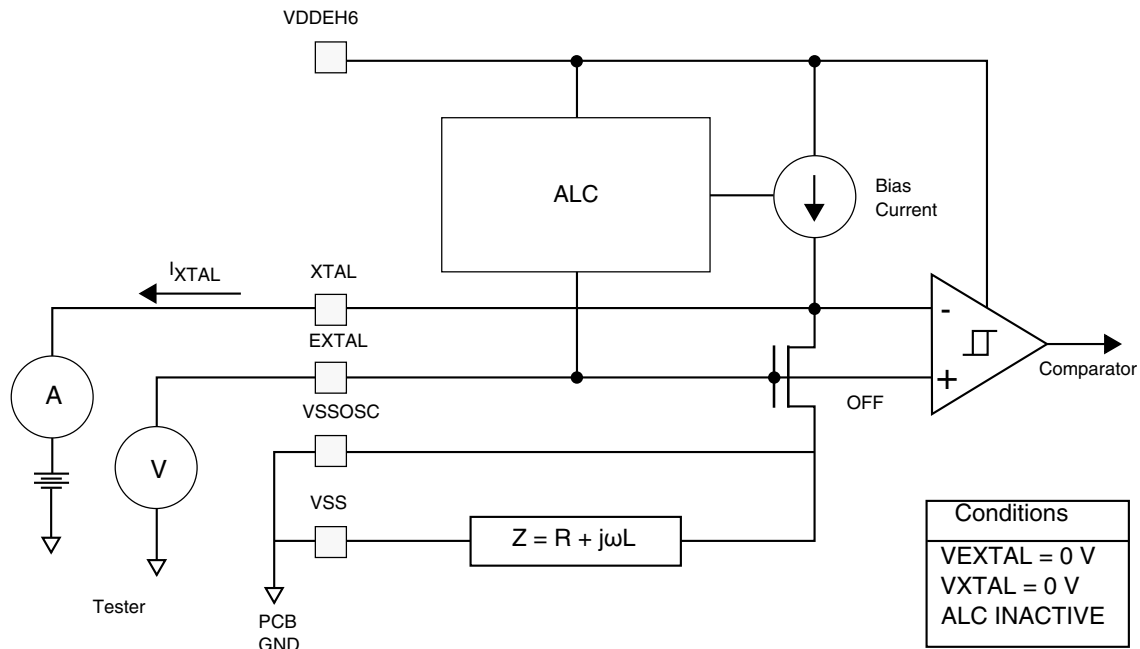 VDDEH6
ALC
Bias
Current
IXTAL
XTAL
EXTAL
-
+
Comparator
A
V
OFF
VSSOSC
VSS
Z = R + jωL
Tester
PCB
GND
Conditions
VEXTAL = 0 V
VXTAL = 0 V
ALC INACTIVE